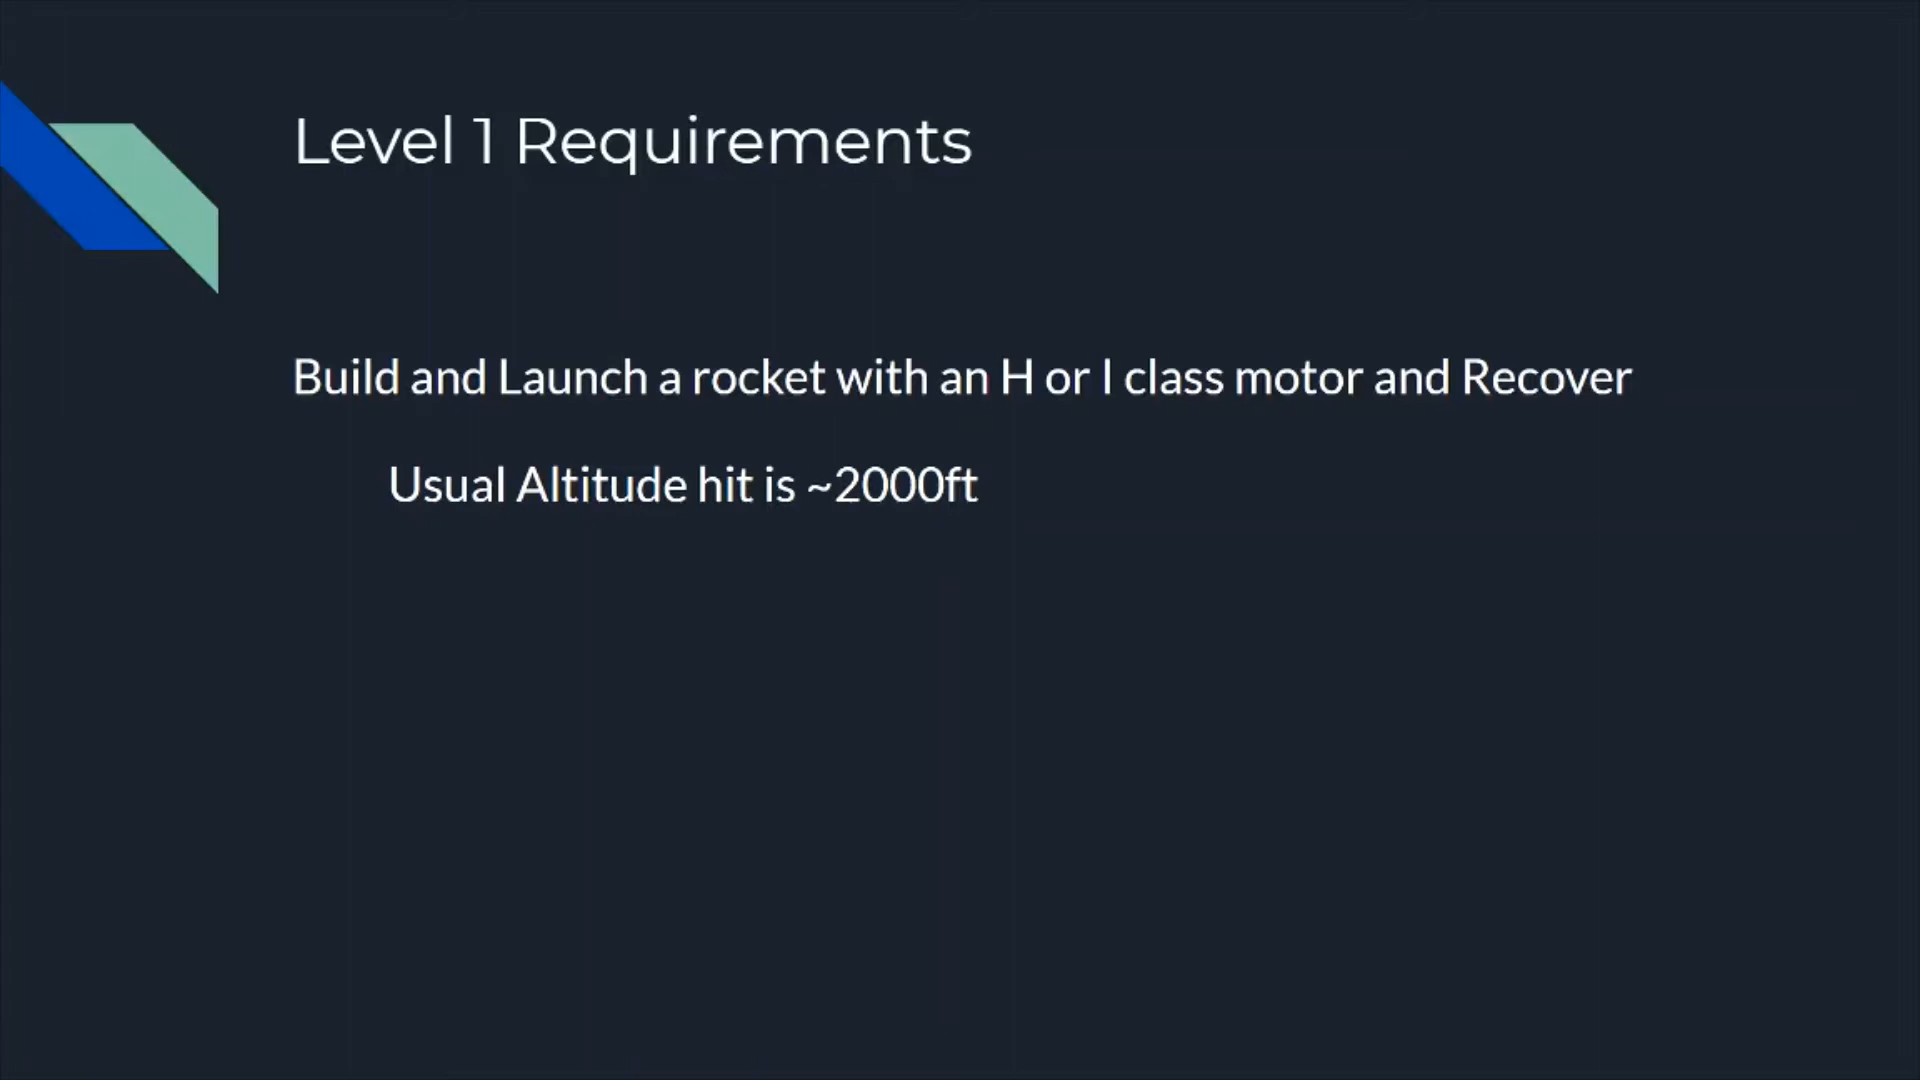 Level 1 Requirements
Build and Launch a rocket with an H or I class motor and Recover
Usual Altitude hit is ~2000ft